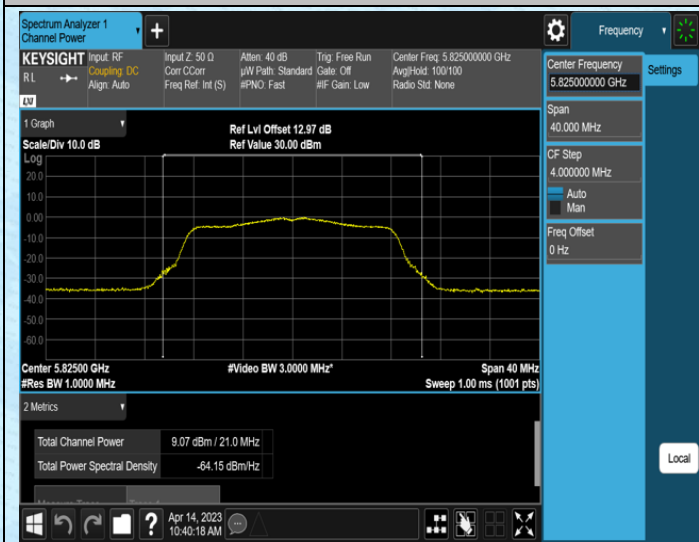 Spectrum Analyzer 1
Channel Power
Frequency
KEYSIGHT
R L
LXI
Input: RF
Coupling: DC
Align: Auto
Input Z: 50 Ω
Corr CCorr
Freq Ref: Int (S)
Atten: 40 dB
µW Path: Standard
#PNO: Fast
Trig: Free Run
Gate: Off
#IF Gain: Low
Center Freq: 5.825000000 GHz
Avg|Hold: 100/100
Radio Std: None
Center Frequency
5.825000000 GHz
Settings
Span
40.000 MHz
CF Step
4.000000 MHz
Auto
Man
Freq Offset
0 Hz
1 Graph
Scale/Div 10.0 dB
Ref Lvl Offset 12.97 dB
Ref Value 30.00 dBm
Log
20.0
10.0
0.00
-10.0
-20.0
-30.0
-40.0
-50.0
-60.0
Center 5.82500 GHz
#Res BW 1.0000 MHz
#Video BW 3.0000 MHz*
Span 40 MHz
Sweep 1.00 ms (1001 pts)
2 Metrics
Total Channel Power 9.07 dBm / 21.0 MHz
Total Power Spectral Density -64.15 dBm/Hz
Local
?
Apr 14, 2023
10:40:18 AM